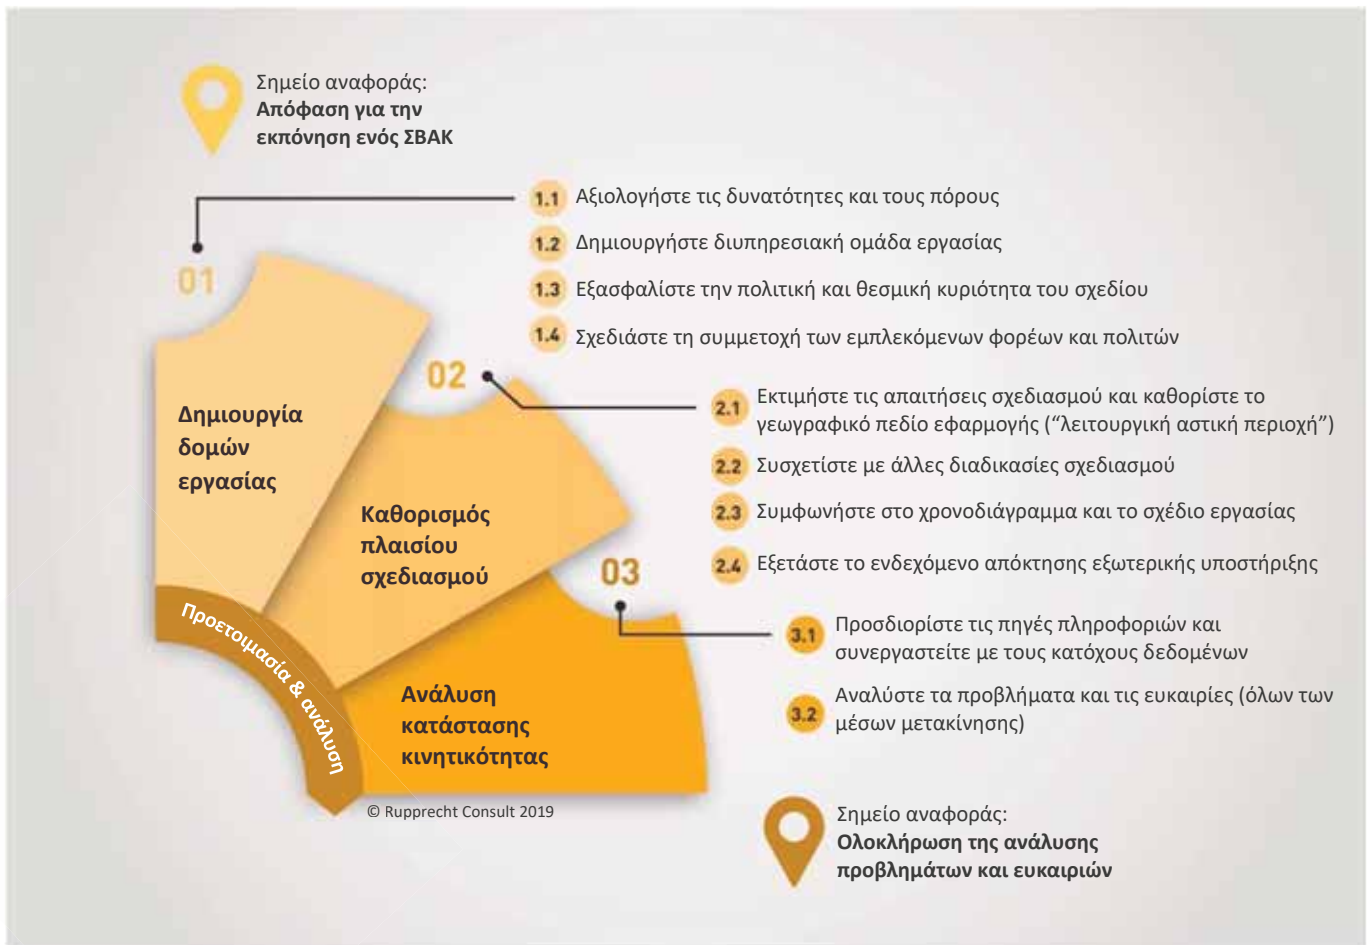 Σημείο αναφοράς:
Απόφαση για την
εκπόνηση ενός ΣΒΑΚ
01
1.1 Αξιολογήστε τις δυνατότητες και τους πόρους
1.2 Δημιουργήστε διυπηρεσιακή ομάδα εργασίας
1.3 Εξασφαλίστε την πολιτική και θεσμική κυριότητα του σχεδίου
1.4 Σχεδιάστε τη συμμετοχή των εμπλεκόμενων φορέων και πολιτών
Δημιουργία
δομών
εργασίας
02
2.1 Εκτιμήστε τις απαιτήσεις σχεδιασμού και καθορίστε το
γεωγραφικό πεδίο εφαρμογής (“λειτουργική αστική περιοχή”)
2.2 Συσχετίστε με άλλες διαδικασίες σχεδιασμού
2.3 Συμφωνήστε στο χρονοδιάγραμμα και το σχέδιο εργασίας
2.4 Εξετάστε το ενδεχόμενο απόκτησης εξωτερικής υποστήριξης
Καθορισμός
πλαισίου
σχεδιασμού
03
3.1 Προσδιορίστε τις πηγές πληροφοριών και
συνεργαστείτε με τους κατόχους δεδομένων
3.2 Αναλύστε τα προβλήματα και τις ευκαιρίες (όλων των
μέσων μετακίνησης)
Ανάλυση
κατάστασης
κινητικότητας
Προετοιμασία & ανάλυση
© Rupprecht Consult 2019
Σημείο αναφοράς:
Ολοκλήρωση της ανάλυσης
προβλημάτων και ευκαιριών